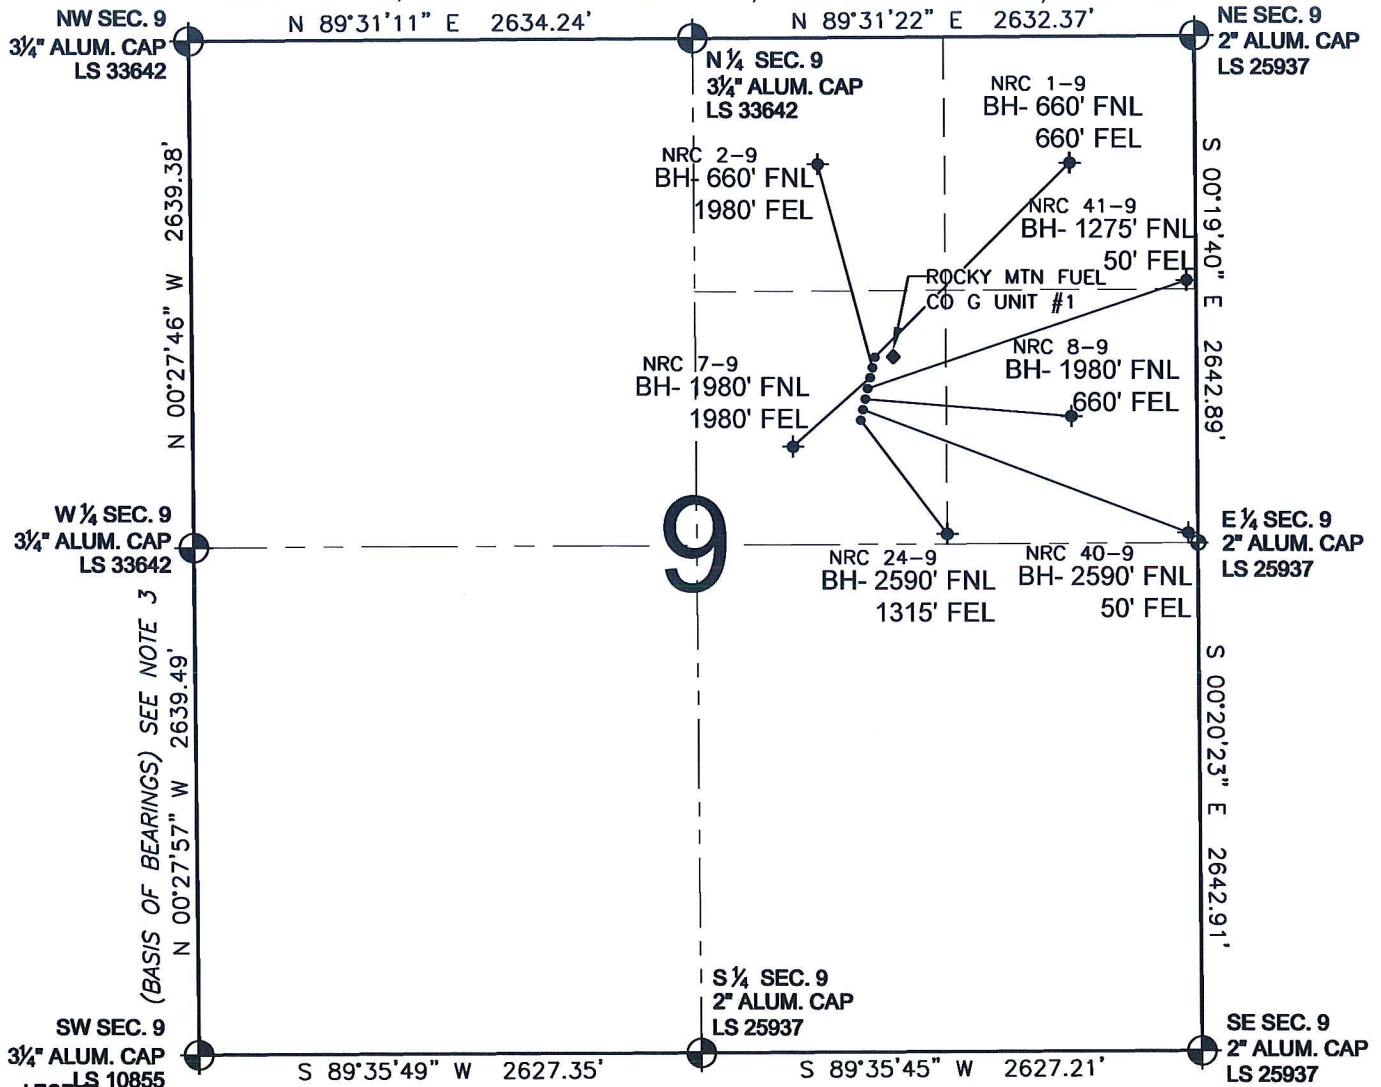 NW SEC. 9
3¼" ALUM. CAP
LS 33642
N 89°31'11" E 2634.24'
N 89°31'22" E 2632.37'
NE SEC. 9
2" ALUM. CAP
LS 25937
N ¼ SEC. 9
3¼" ALUM. CAP
LS 33642
NRC 1-9
BH- 660' FNL
660' FEL
NRC 2-9
BH- 660' FNL
1980' FEL
NRC 41-9
BH- 1275' FNL
50' FEL
ROCKY MTN FUEL
CO G UNIT #1
NRC 8-9
BH- 1980' FNL
660' FEL
NRC 7-9
BH- 1980' FNL
1980' FEL
N 00°27'46" W 2639.38'
S 00°19'40" E 2642.89'
W ¼ SEC. 9
3¼" ALUM. CAP
LS 33642
9
E ¼ SEC. 9
2" ALUM. CAP
LS 25937
NRC 24-9
BH- 2590' FNL
1315' FEL
NRC 40-9
BH- 2590' FNL
50' FEL
(BASIS OF BEARINGS) SEE NOTE 3
N 00°27'57" W 2639.49'
S 00°20'23" E 2642.91'
S ¼ SEC. 9
2" ALUM. CAP
LS 25937
SW SEC. 9
3¼" ALUM. CAP
LS 10855
S 89°35'49" W 2627.35'
S 89°35'45" W 2627.21'
SE SEC. 9
2" ALUM. CAP
LS 25937